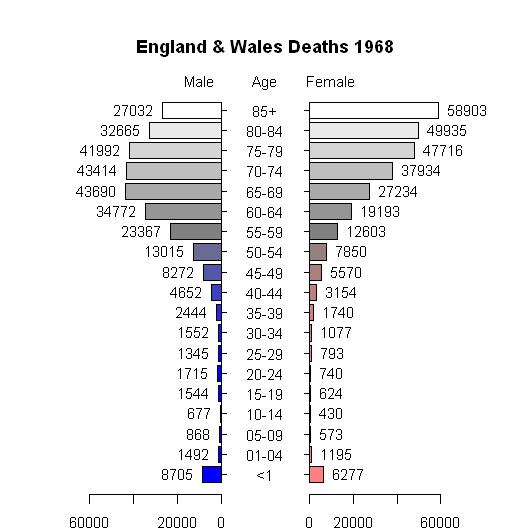 England & Wales Deaths 1968
Male Age Female
27032 85+ 58903
32665 80-84 49935
41992 75-79 47716
43414 70-74 37934
43690 65-69 27234
34772 60-64 19193
23367 55-59 12603
13015 50-54 7850
8272 45-49 5570
4652 40-44 3154
2444 35-39 1740
1552 30-34 1077
1345 25-29 793
1715 20-24 740
1544 15-19 624
677 10-14 430
868 05-09 573
1492 01-04 1195
8705 <1 6277
60000 20000 0 0 20000 60000